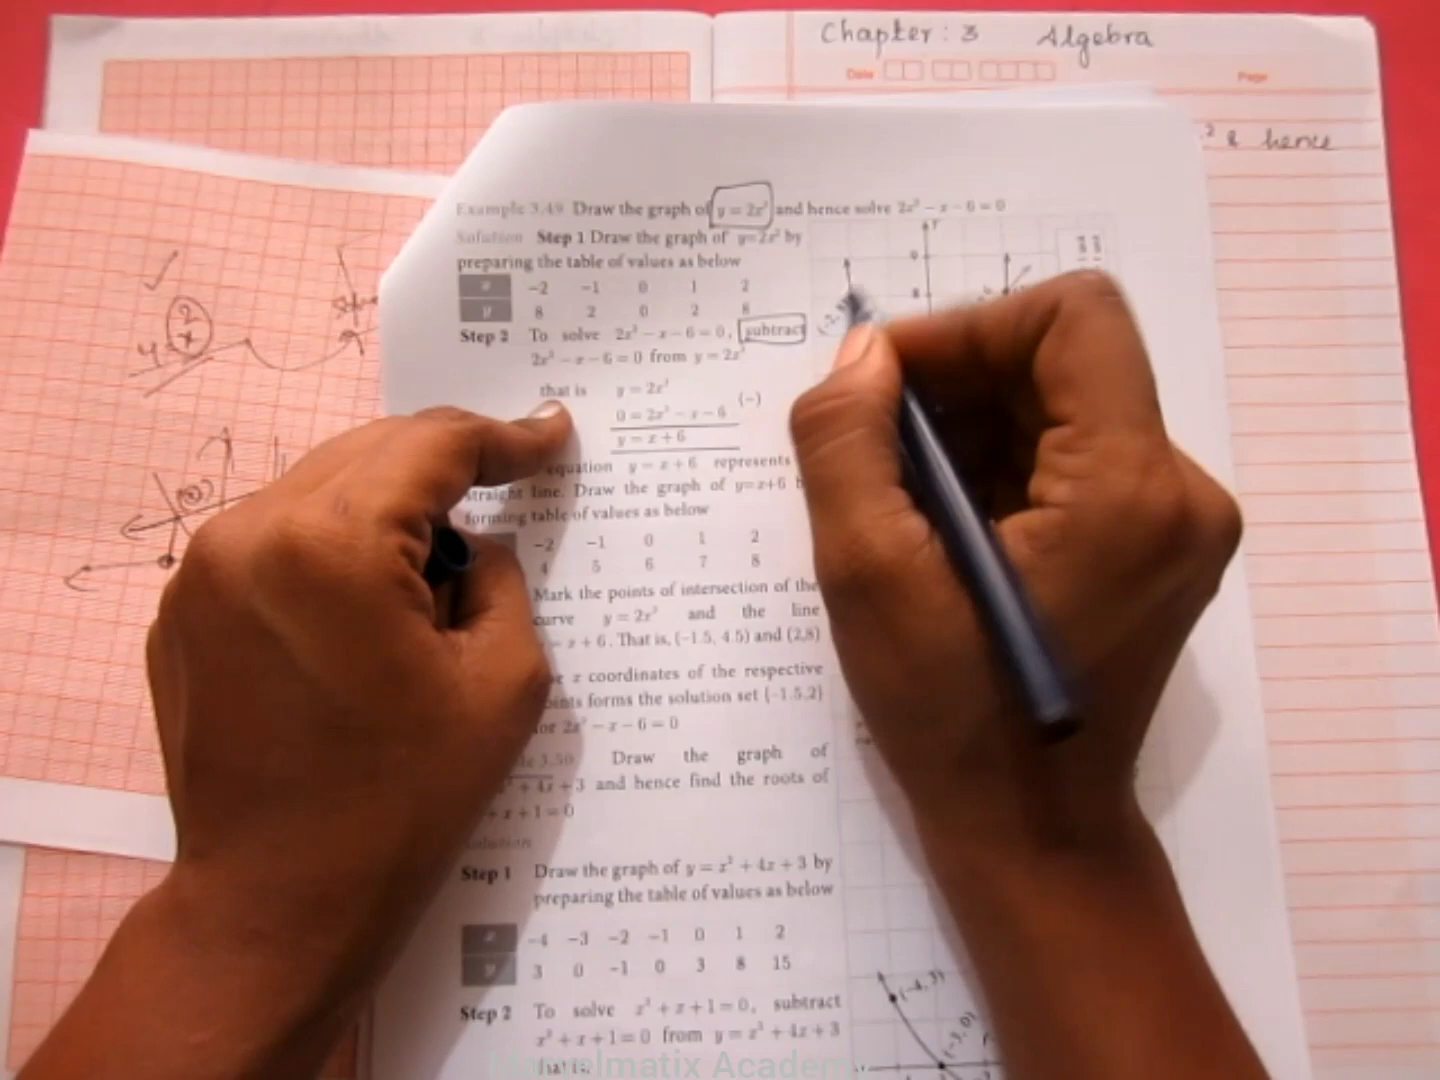 Chapter : 3 Algebra
Date
Page
² & hence
Example 3.49 Draw the graph of y = 2x² and hence solve 2x² − x − 6 = 0
Solution Step 1 Draw the graph of y=2x² by
preparing the table of values as below
x −2 −1 0 1 2
y 8 2 0 2 8
Step 2 To solve 2x² − x − 6 = 0, subtract
2x² − x − 6 = 0 from y = 2x²
that is y = 2x²
0 = 2x² − x − 6 (−)
y = x + 6
equation y = x + 6 represents
straight line. Draw the graph of y=x+6
forming table of values as below
−2 −1 0 1 2
4 5 6 7 8
Mark the points of intersection of the
curve y = 2x² and the line
= x + 6. That is, (−1.5, 4.5) and (2,8)
x coordinates of the respective
forms the solution set {−1.5,2}
for 2x² − x − 6 = 0
3.50 Draw the graph of
+ 4x + 3 and hence find the roots of
+ x + 1 = 0
Solution
Step 1 Draw the graph of y = x² + 4x + 3 by
preparing the table of values as below
x −4 −3 −2 −1 0 1 2
y 3 0 −1 0 3 8 15
Step 2 To solve x² + x + 1 = 0, subtract
x² + x + 1 = 0 from y = x² + 4x + 3
that is
Y
9
8
(−4, 3)
(−3, 0)
Marvelmatix Academy